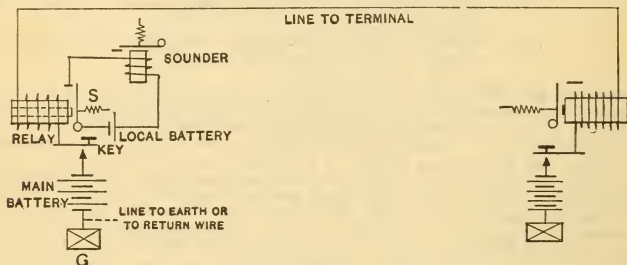 LINE TO TERMINAL
SOUNDER
S
RELAY
LOCAL BATTERY
KEY
MAIN
BATTERY
LINE TO EARTH OR
TO RETURN WIRE
G